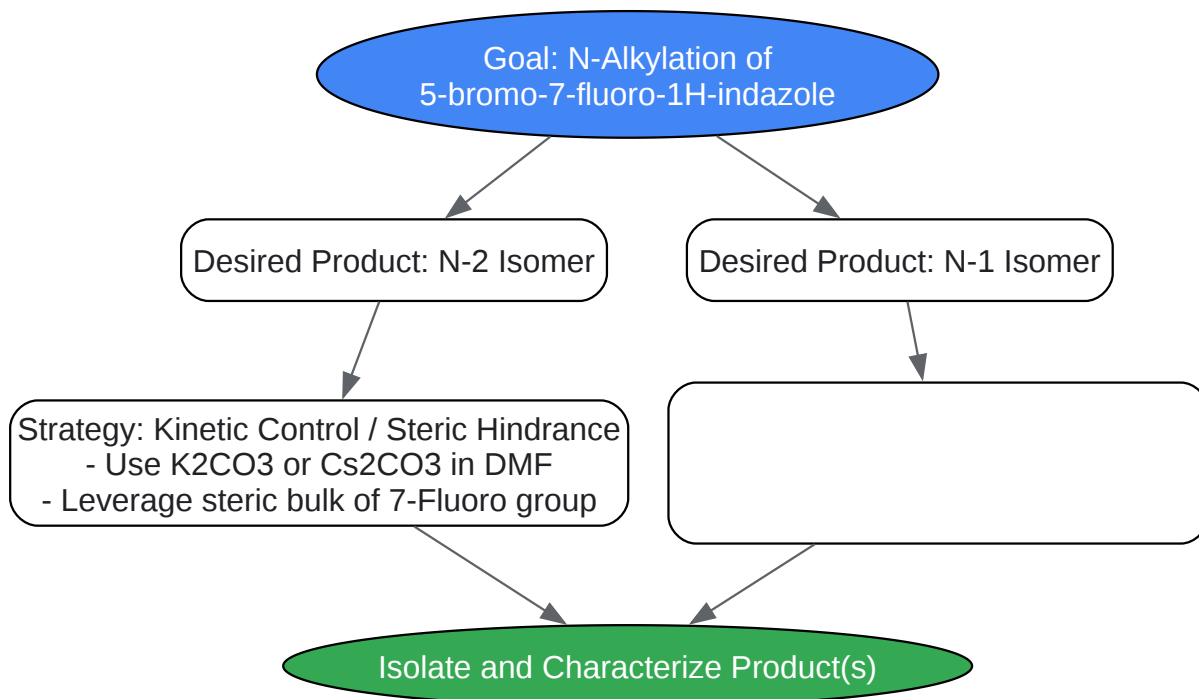 Goal: N-Alkylation of
5-bromo-7-fluoro-1H-indazole
Desired Product: N-2 Isomer
Desired Product: N-1 Isomer
Strategy: Kinetic Control / Steric Hindrance
- Use K2CO3 or Cs2CO3 in DMF
- Leverage steric bulk of 7-Fluoro group
Isolate and Characterize Product(s)